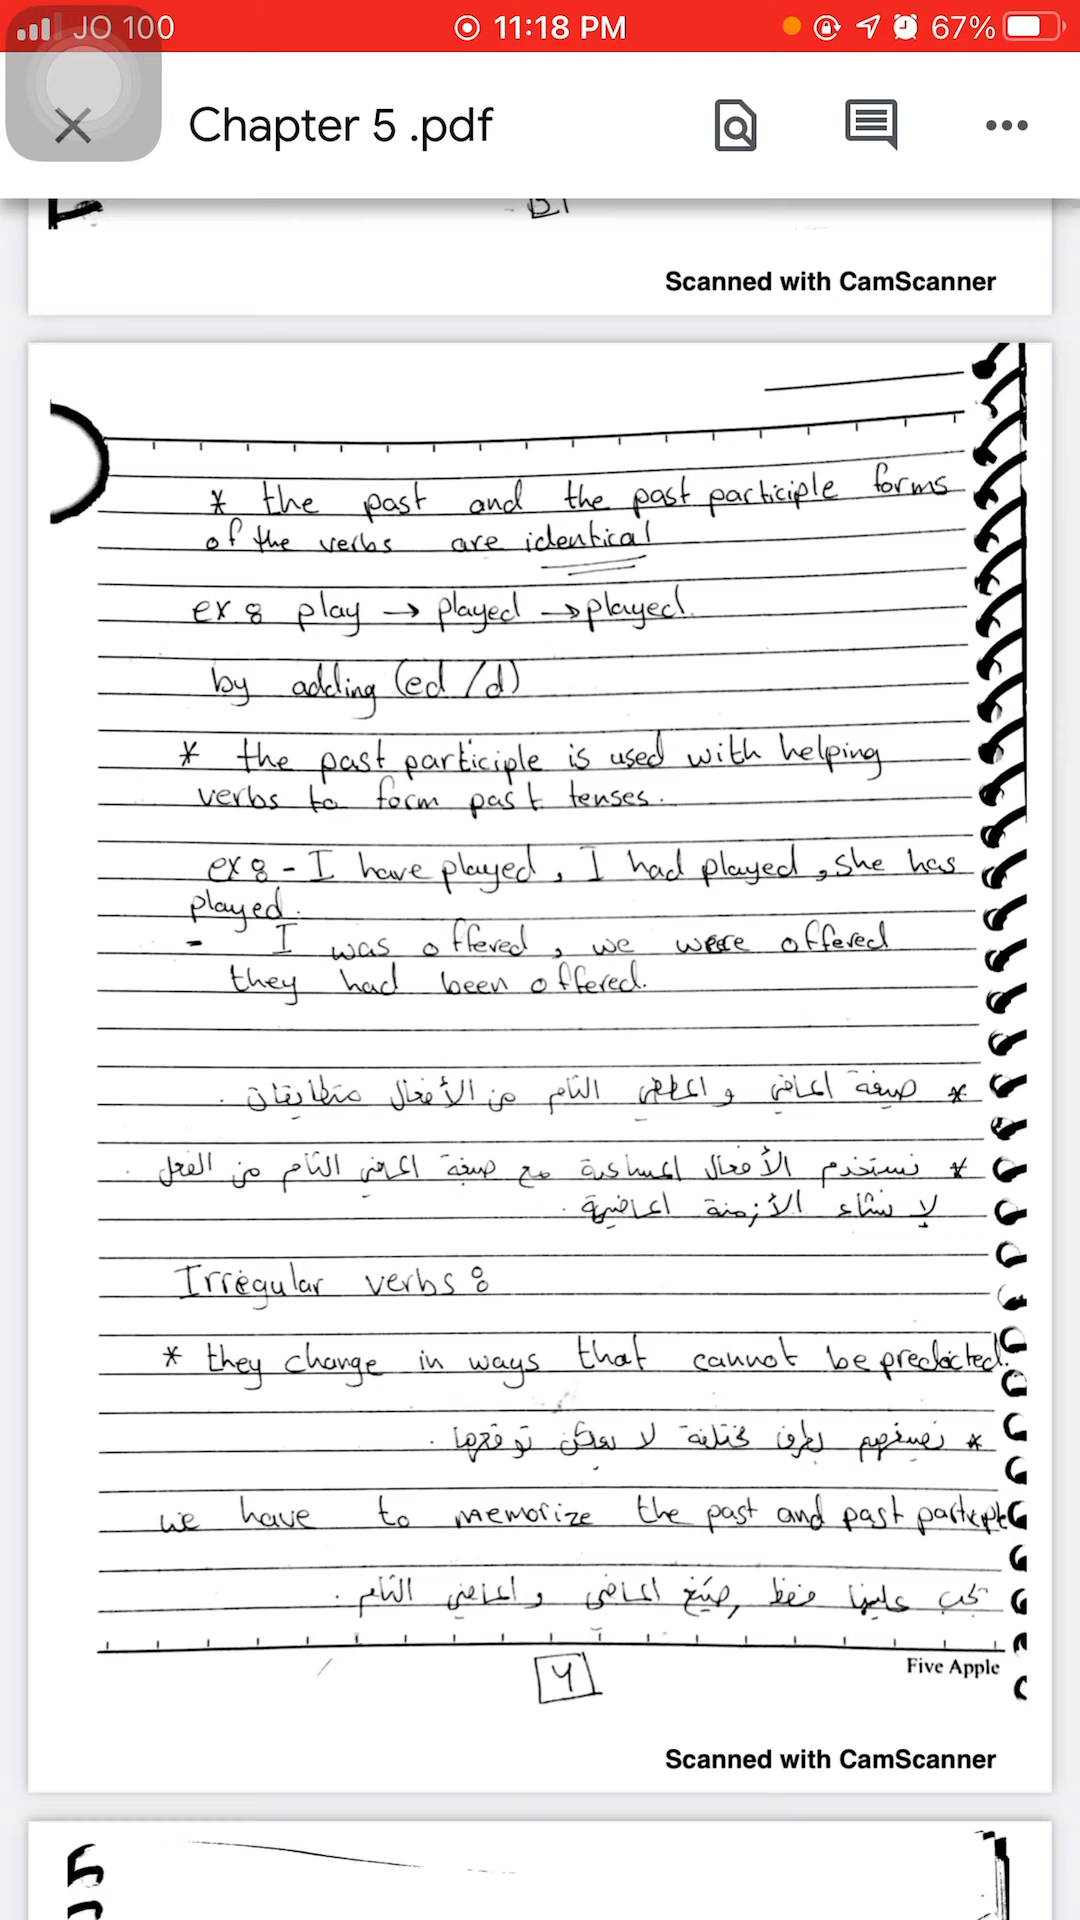 JO 100 11:18 PM 67%
Chapter 5 .pdf
Scanned with CamScanner
* the past and the past participle forms
of the verbs are identical
ex: play → played → played.
by adding (ed/d)
* the past participle is used with helping
verbs to form past tenses.
ex: - I have played, I had played, she has
played.
- I was offered, we were offered
they had been offered.
* صيغة الماضي و الماضي التام من الأفعال متطابقان .
* نستخدم الأفعال المساعدة مع صيغة الماضي التام من الفعل .
لإنشاء الأزمنة الماضية .
Irregular verbs:
* they change in ways that cannot be predicted.
* نصيغهم بطرق مختلفة لا يمكن توقعها .
we have to memorize the past and past participle
يجب علينا حفظ صيغ الماضي و الماضي التام .
4
Five Apple
Scanned with CamScanner